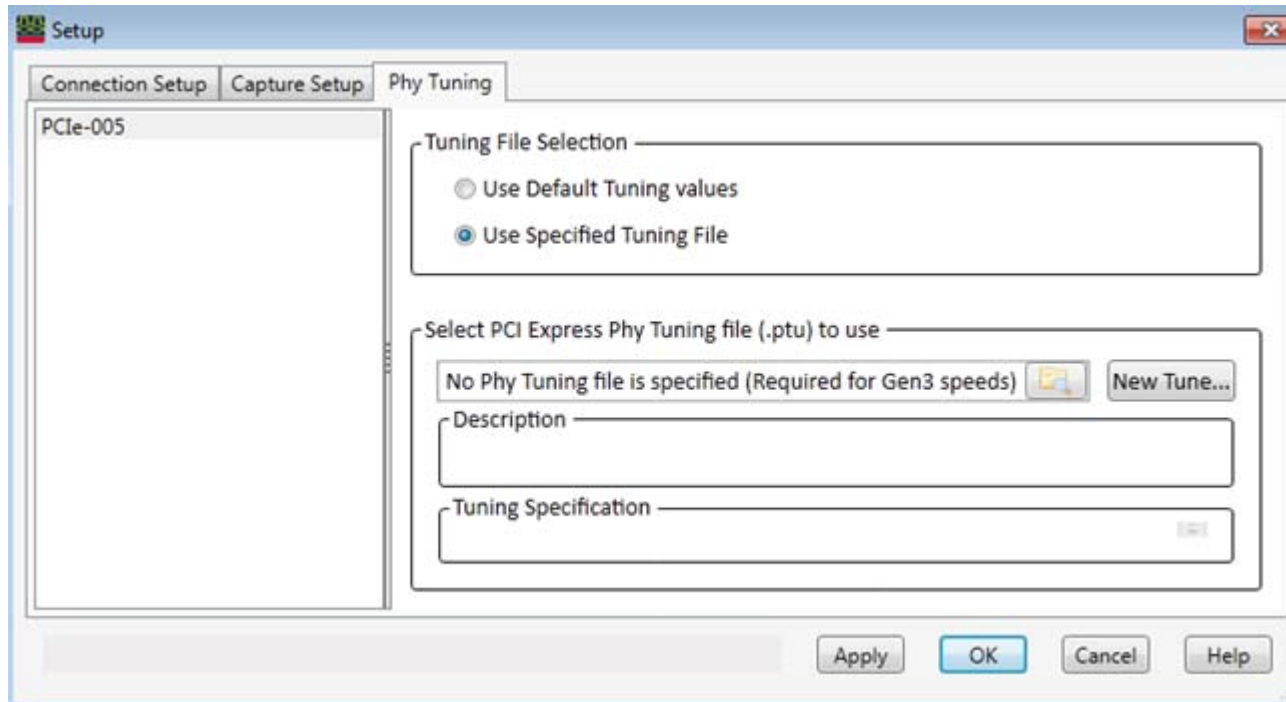 Setup
Connection Setup
Capture Setup
Phy Tuning
PCIe-005
Tuning File Selection
Use Default Tuning values
Use Specified Tuning File
Select PCI Express Phy Tuning file (.ptu) to use
No Phy Tuning file is specified (Required for Gen3 speeds)
New Tune...
Description
Tuning Specification
Apply
OK
Cancel
Help